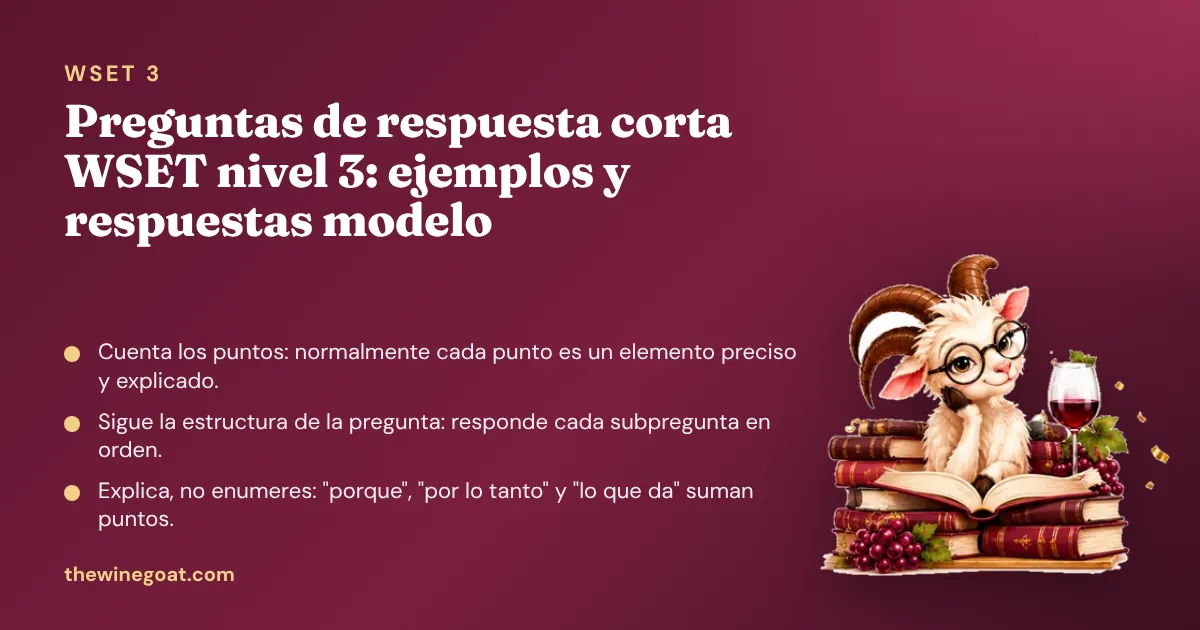 WSET 3
Preguntas de respuesta corta
WSET nivel 3: ejemplos y
respuestas modelo
Cuenta los puntos: normalmente cada punto es un elemento preciso
y explicado.
Sigue la estructura de la pregunta: responde cada subpregunta en
orden.
Explica, no enumeres: "porque", "por lo tanto" y "lo que da" suman
puntos.
thewinegoat.com